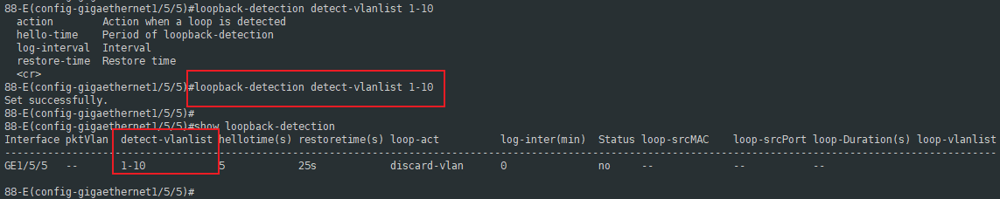 88-E(config-gigaethernet1/5/5)#loopback-detection detect-vlanlist 1-10
action Action when a loop is detected
hello-time Period of loopback-detection
log-interval Interval
restore-time Restore time
<cr>
88-E(config-gigaethernet1/5/5)#loopback-detection detect-vlanlist 1-10
Set successfully.
88-E(config-gigaethernet1/5/5)#
88-E(config-gigaethernet1/5/5)#show loopback-detection
Interface pktVlan detect-vlanlist hellotime(s) restoretime(s) loop-act log-inter(min) Status loop-srcMAC loop-srcPort loop-Duration(s) loop-vlanlist
--------------------------------------------------------------------------------
GE1/5/5 -- 1-10 5 25s discard-vlan 0 no -- -- --
88-E(config-gigaethernet1/5/5)#